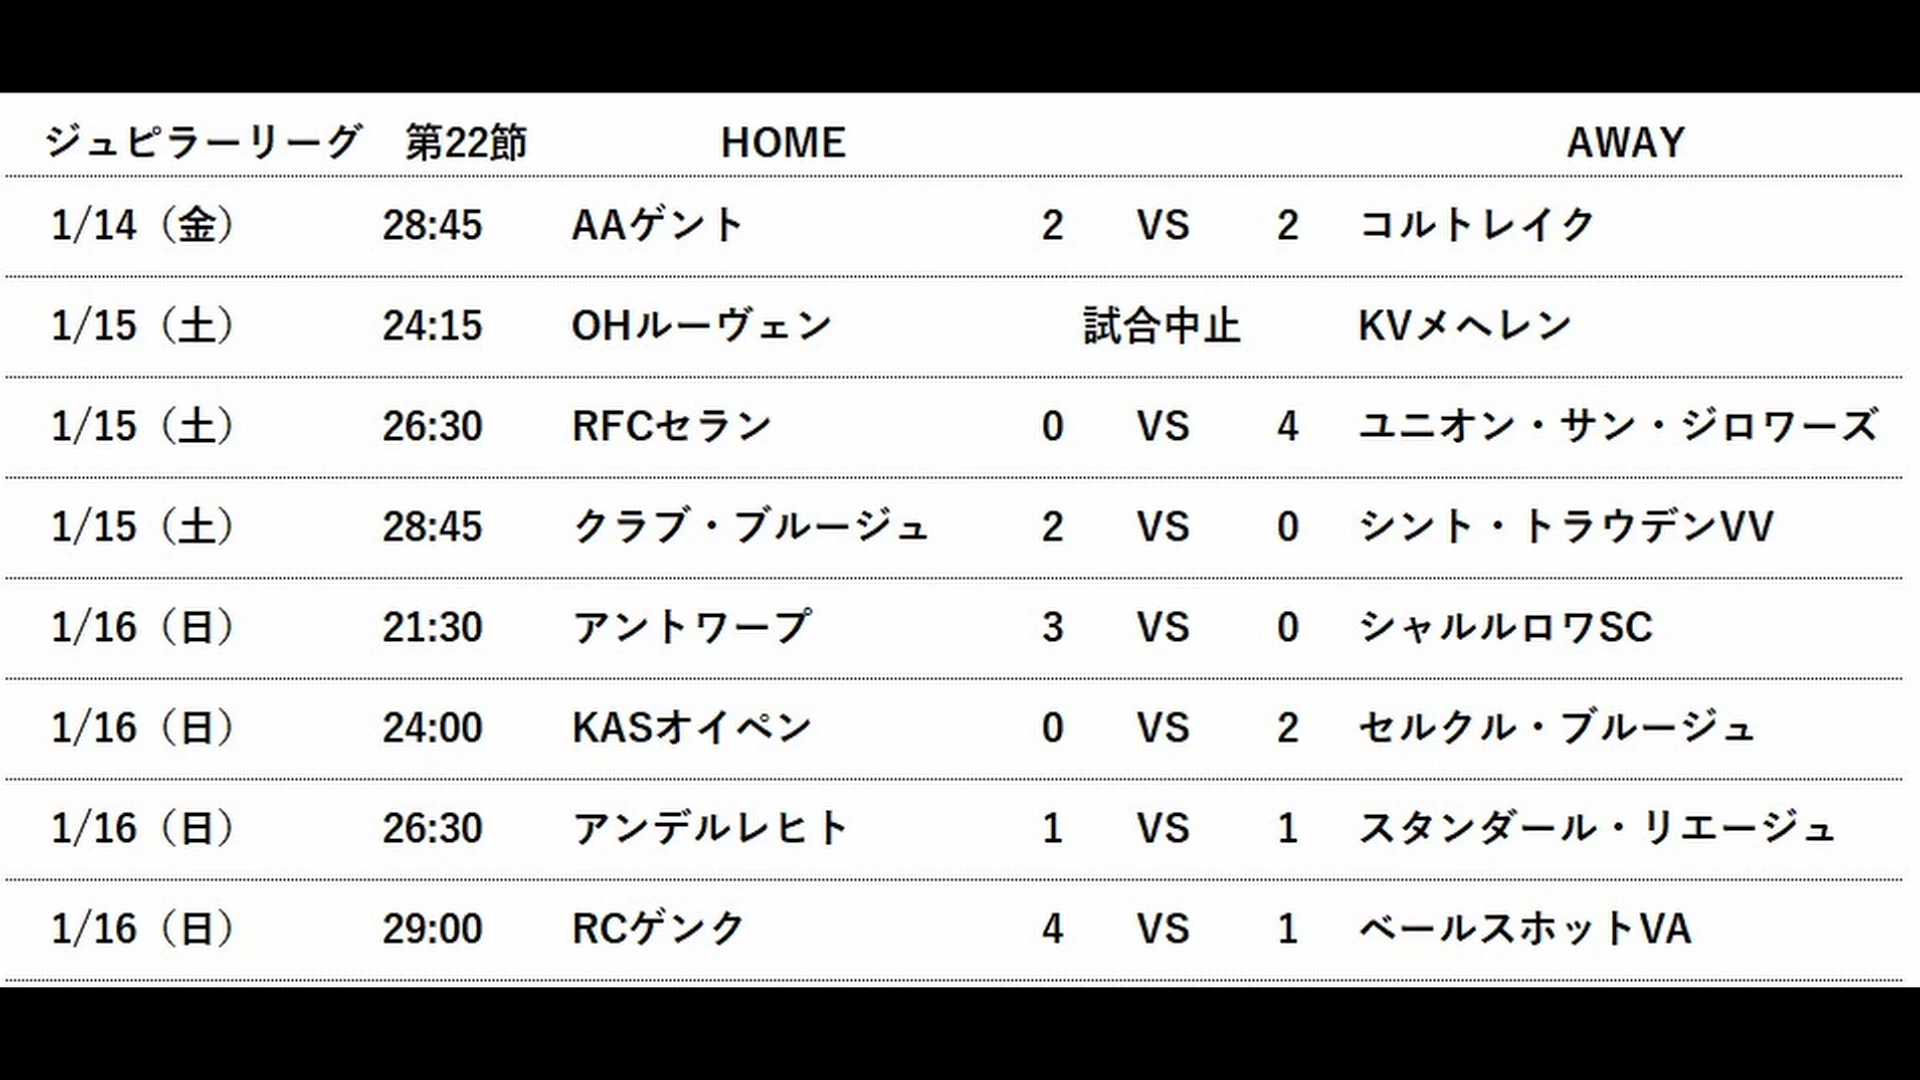 ジュピラーリーグ 第22節 HOME AWAY
1/14（金） 28:45 AAゲント 2 VS 2 コルトレイク
1/15（土） 24:15 OHルーヴェン 試合中止 KVメヘレン
1/15（土） 26:30 RFCセラン 0 VS 4 ユニオン・サン・ジロワーズ
1/15（土） 28:45 クラブ・ブルージュ 2 VS 0 シント・トラウデンVV
1/16（日） 21:30 アントワープ 3 VS 0 シャルルロワSC
1/16（日） 24:00 KASオイペン 0 VS 2 セルクル・ブルージュ
1/16（日） 26:30 アンデルレヒト 1 VS 1 スタンダール・リエージュ
1/16（日） 29:00 RCゲンク 4 VS 1 ベールスホットVA